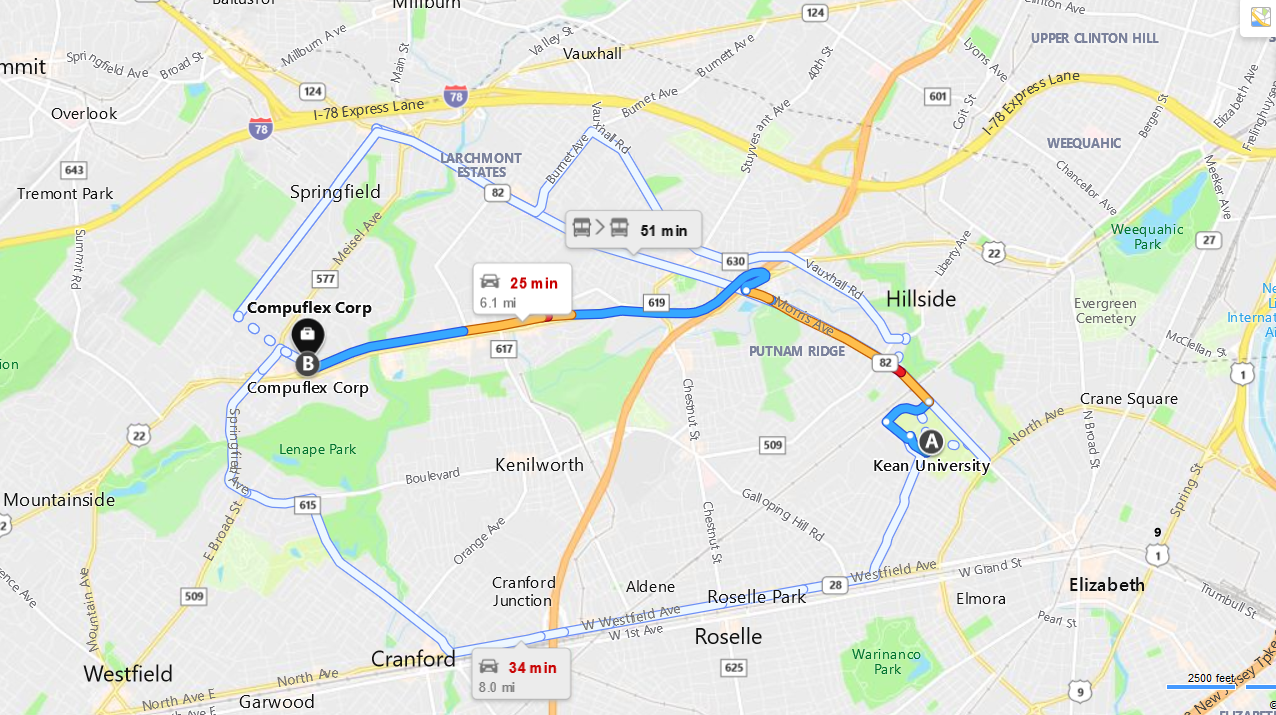 Baltusrol
Millburn
124
Clinton Ave
UPPER CLINTON HILL
Springfield Ave
Broad St
Millburn Ave
Main St
Valley St
Vauxhall
Burnett Ave
40th St
Lyons Ave
mmit
124
I-78 Express Lane
78
Burnet Ave
601
Coit St
I-78 Express Lane
Bergen St
Elizabeth Ave
Frelinghuysen
Overlook
78
Vauxhall Rd
Stuyvesant Ave
WEEQUAHIC
643
LARCHMONT
ESTATES
Burnet Ave
Chancellor Ave
Meeker Ave
Tremont Park
Springfield
82
Meisel Ave
Summit Rd
51 min
Liberty Ave
22
Weequahic
Park
27
577
25 min
6.1 mi
630
Vauxhall Rd
Hillside
Compuflex Corp
619
Morris Ave
Evergreen
Cemetery
B
617
PUTNAM RIDGE
82
McClellan St
1
Compuflex Corp
Chestnut St
Crane Square
22
Springfield Ave
North Ave
N Broad St
Lenape Park
509
A
Kenilworth
Kean University
Boulevard
Mountainside
615
Galloping Hill Rd
Spring St
E Broad St
Orange Ave
Chestnut St
9
1
Cranford
Junction
Aldene
28
Westfield Ave
W Grand St
Elizabeth
509
Roselle Park
Elmora
Trumbull St
Mountain Ave
W Westfield Ave
W 1st Ave
Roselle
Pearl St
Cranford
34 min
8.0 mi
625
Warinanco
Park
Westfield
North Ave
North Ave E
Garwood
9
2500 feet